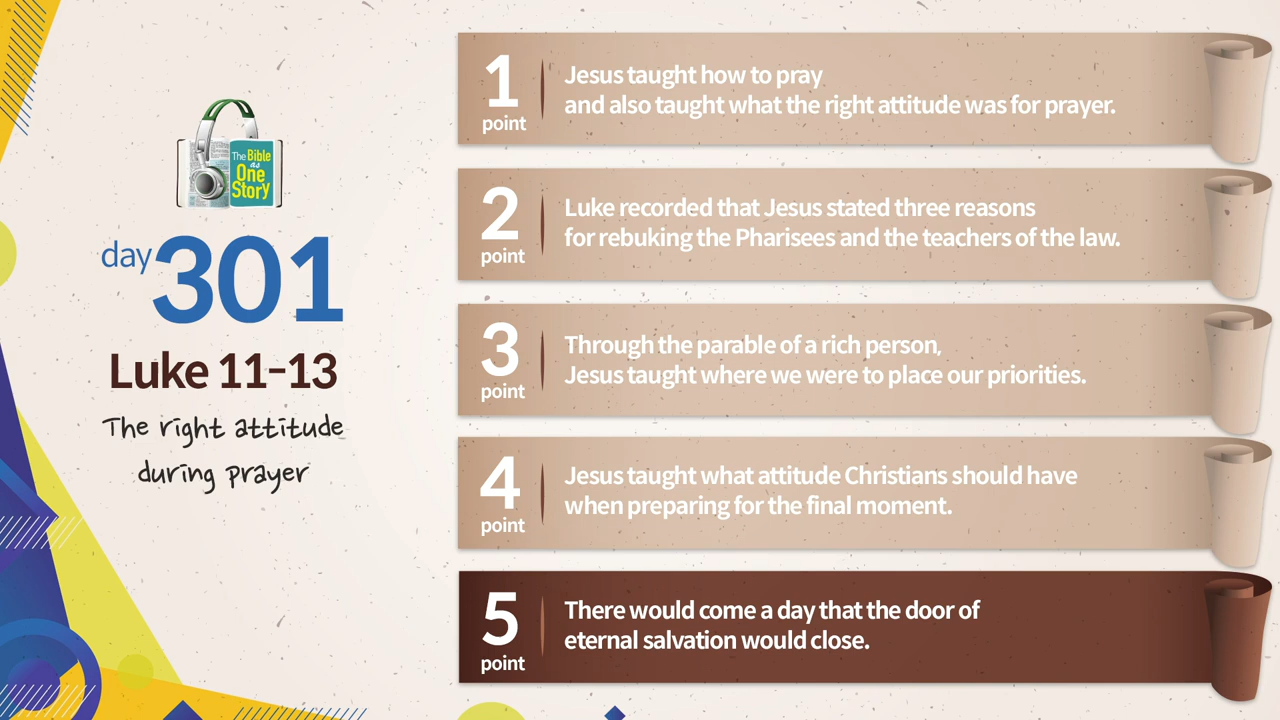 The Bible
as
One
Story
day 301
Luke 11-13
The right attitude
during prayer
1
point
Jesus taught how to pray
and also taught what the right attitude was for prayer.
2
point
Luke recorded that Jesus stated three reasons
for rebuking the Pharisees and the teachers of the law.
3
point
Through the parable of a rich person,
Jesus taught where we were to place our priorities.
4
point
Jesus taught what attitude Christians should have
when preparing for the final moment.
5
point
There would come a day that the door of
eternal salvation would close.